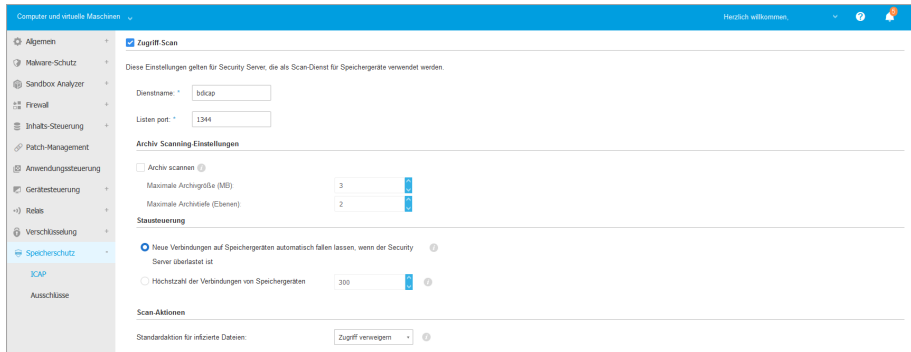 Computer und virtuelle Maschinen
Herzlich willkommen,
5
Allgemein +
Malware-Schutz +
Sandbox Analyzer +
Firewall +
Inhalts-Steuerung +
Patch-Management
Anwendungssteuerung
Gerätesteuerung +
Relais +
Verschlüsselung +
Speicherschutz -
ICAP
Ausschlüsse
Zugriff-Scan
Diese Einstellungen gelten für Security Server, die als Scan-Dienst für Speichergeräte verwendet werden.
Dienstname: * bdicap
Listen port: * 1344
Archiv Scanning-Einstellungen
Archiv scannen
Maximale Archivgröße (MB): 3
Maximale Archivtiefe (Ebenen): 2
Stausteuerung
Neue Verbindungen auf Speichergeräten automatisch fallen lassen, wenn der Security
Server überlastet ist
Höchstzahl der Verbindungen von Speichergeräten 300
Scan-Aktionen
Standardaktion für infizierte Dateien: Zugriff verweigern